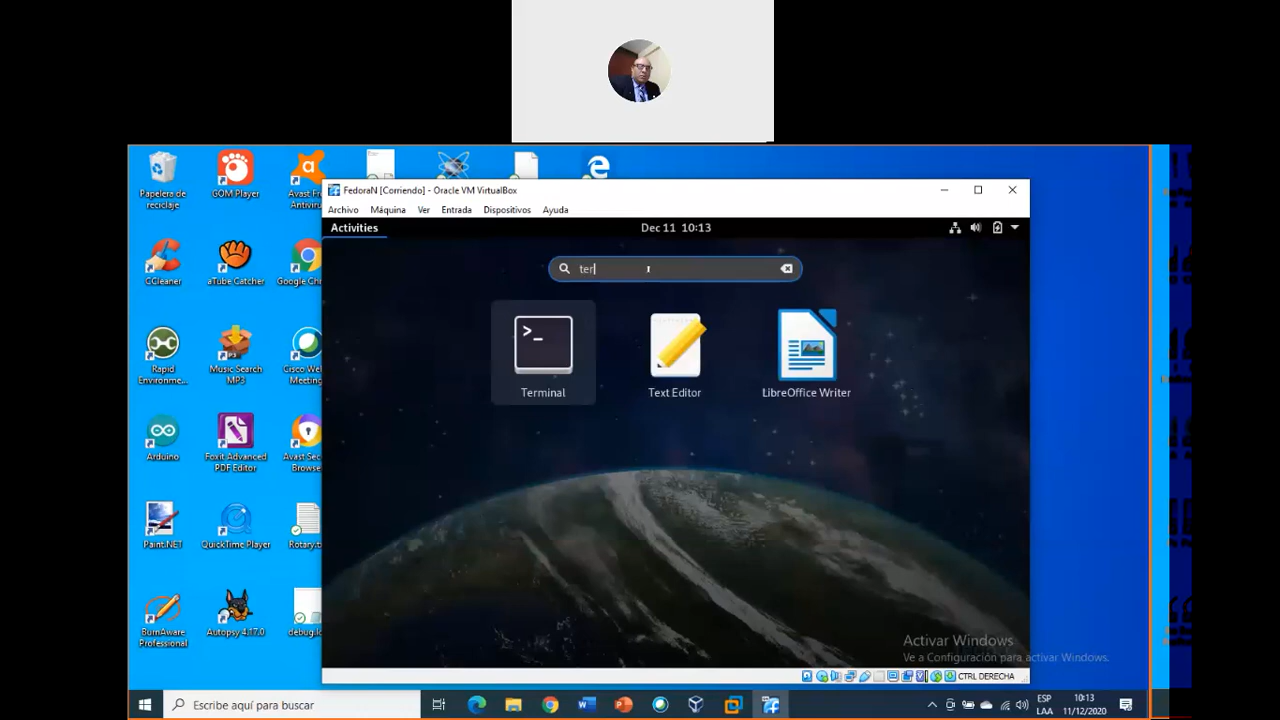 FedoraN [Corriendo] - Oracle VM VirtualBox
Archivo Máquina Ver Entrada Dispositivos Ayuda
Activities
Dec 11 10:13
ter
Terminal
Text Editor
LibreOffice Writer
Papelera de
reciclaje
GOM Player
Avast Fr
Antiviru
CCleaner
aTube Catcher
Google Chr
Rapid
Environme...
Music Search
MP3
Cisco We
Meeting
Arduino
Foxit Advanced
PDF Editor
Avast Sec
Browse
Paint.NET
QuickTime Player
Rotary.t
BurnAware
Professional
Autopsy 4.17.0
debug.lo
Activar Windows
Ve a Configuración para activar Windows.
CTRL DERECHA
Escribe aquí para buscar
ESP
LAA
10:13
11/12/2020